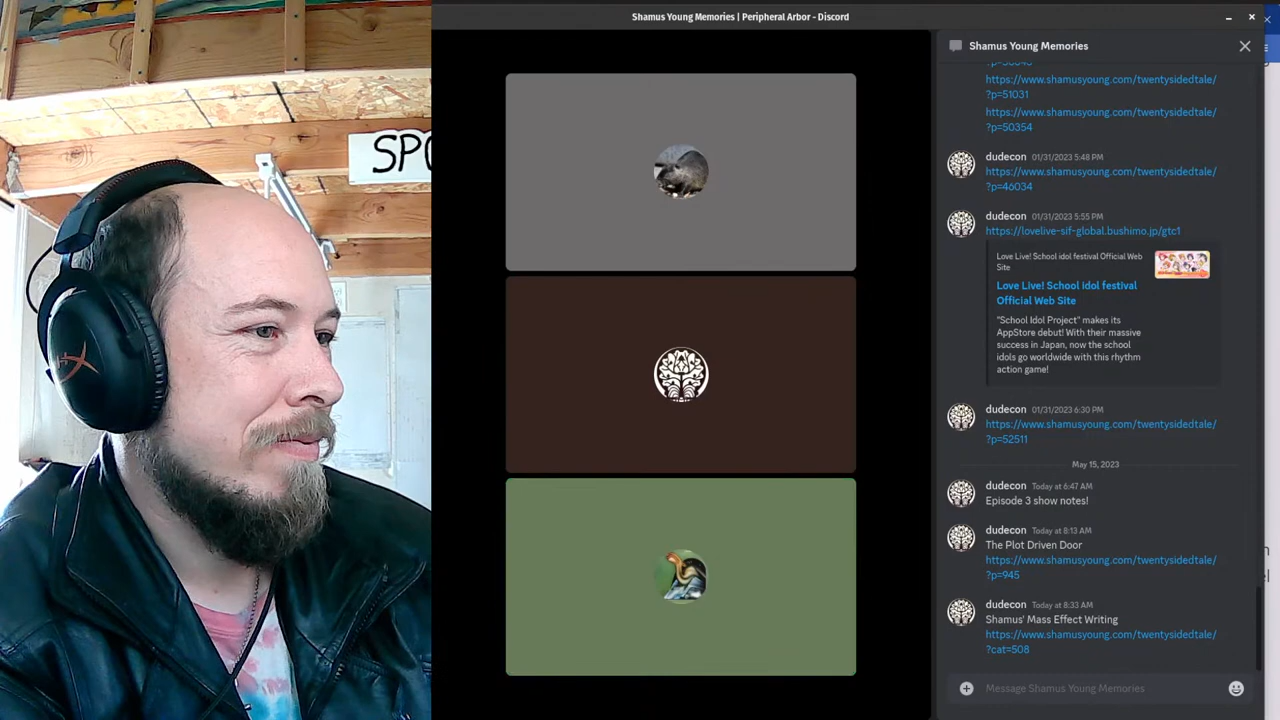 Shamus Young Memories | Peripheral Arbor - Discord
SPO
Shamus Young Memories
https://www.shamusyoung.com/twentysidedtale/
?p=51031
https://www.shamusyoung.com/twentysidedtale/
?p=50354
dudecon 01/31/2023 5:48 PM
https://www.shamusyoung.com/twentysidedtale/
?p=46034
dudecon 01/31/2023 5:55 PM
https://lovelive-sif-global.bushimo.jp/gtc1
Love Live! School idol festival Official Web
Site
Love Live! School idol festival
Official Web Site
"School Idol Project" makes its
AppStore debut! With their massive
success in Japan, now the school
idols go worldwide with this rhythm
action game!
dudecon 01/31/2023 6:30 PM
https://www.shamusyoung.com/twentysidedtale/
?p=52511
May 15, 2023
dudecon Today at 6:47 AM
Episode 3 show notes!
dudecon Today at 8:13 AM
The Plot Driven Door
https://www.shamusyoung.com/twentysidedtale/
?p=945
dudecon Today at 8:33 AM
Shamus' Mass Effect Writing
https://www.shamusyoung.com/twentysidedtale/
?cat=508
Message Shamus Young Memories